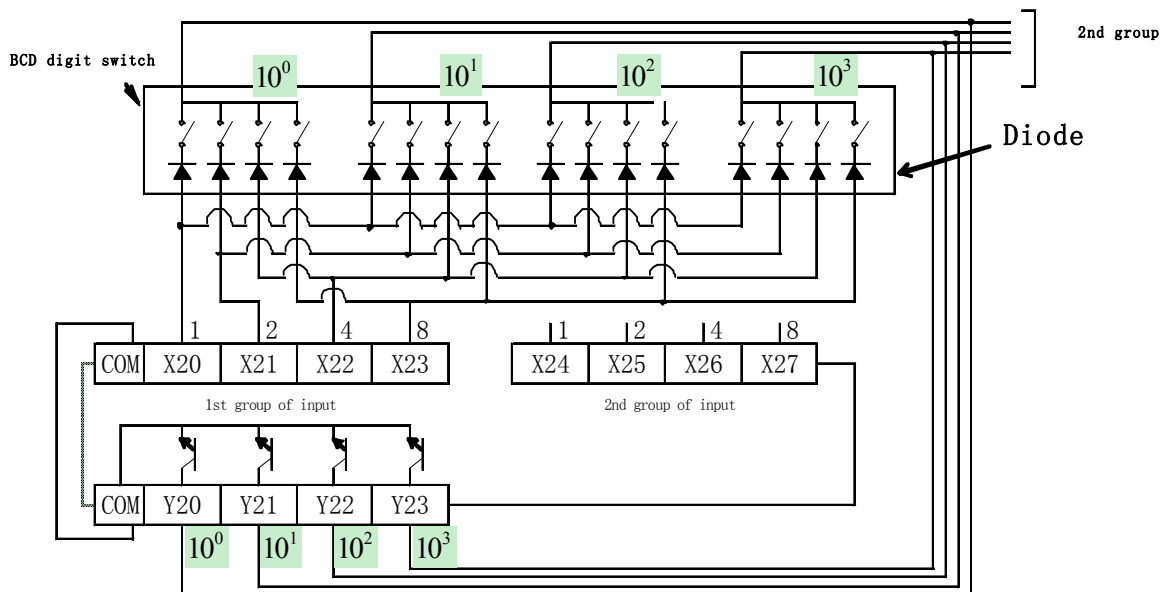 2nd group
BCD digit switch
10⁰ 10¹ 10² 10³
Diode
1 2 4 8 1 2 4 8
COM X20 X21 X22 X23 X24 X25 X26 X27
1st group of input 2nd group of input
COM Y20 Y21 Y22 Y23
10⁰ 10¹ 10² 10³